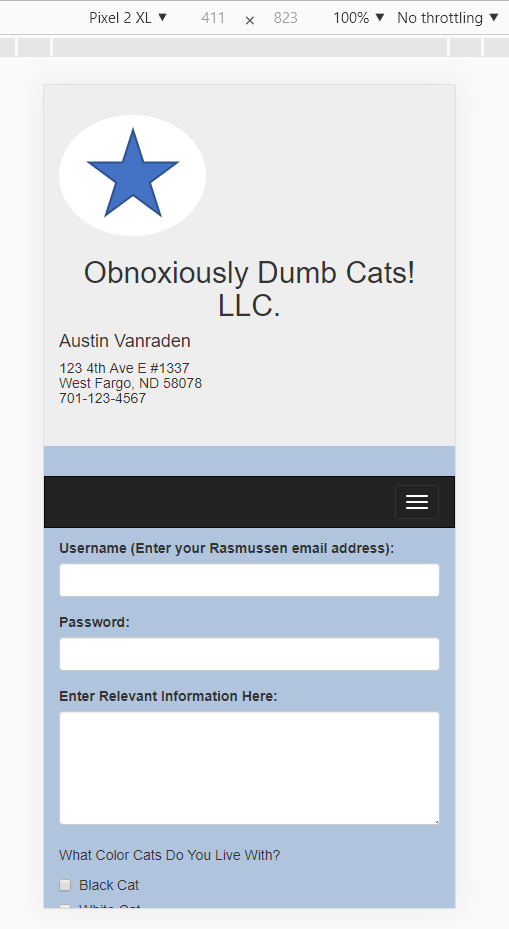 Pixel 2 XL ▼ 411 × 823 100% ▼ No throttling ▼
Obnoxiously Dumb Cats!
LLC.
Austin Vanraden
123 4th Ave E #1337
West Fargo, ND 58078
701-123-4567
Username (Enter your Rasmussen email address):
Password:
Enter Relevant Information Here:
What Color Cats Do You Live With?
Black Cat
White Cat